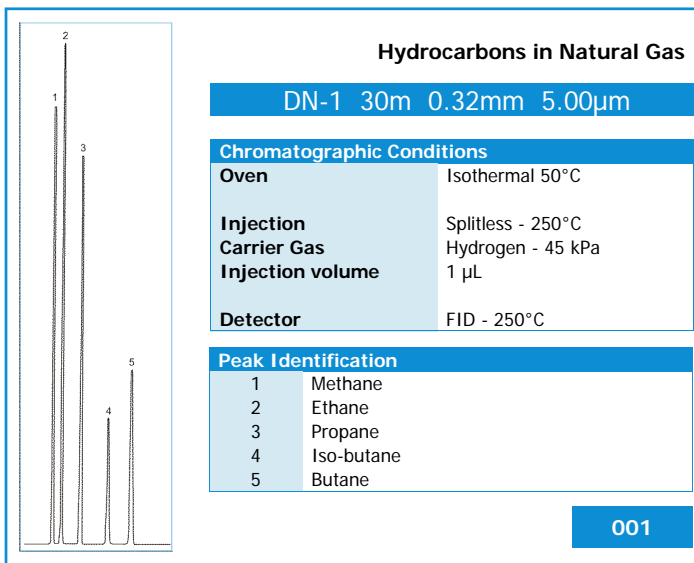 Hydrocarbons in Natural Gas
DN-1 30m 0.32mm 5.00µm
Chromatographic Conditions
Oven Isothermal 50°C
Injection Splitless - 250°C
Carrier Gas Hydrogen - 45 kPa
Injection volume 1 µL
Detector FID - 250°C
Peak Identification
1 Methane
2 Ethane
3 Propane
4 Iso-butane
5 Butane
001
2
1
3
5
4